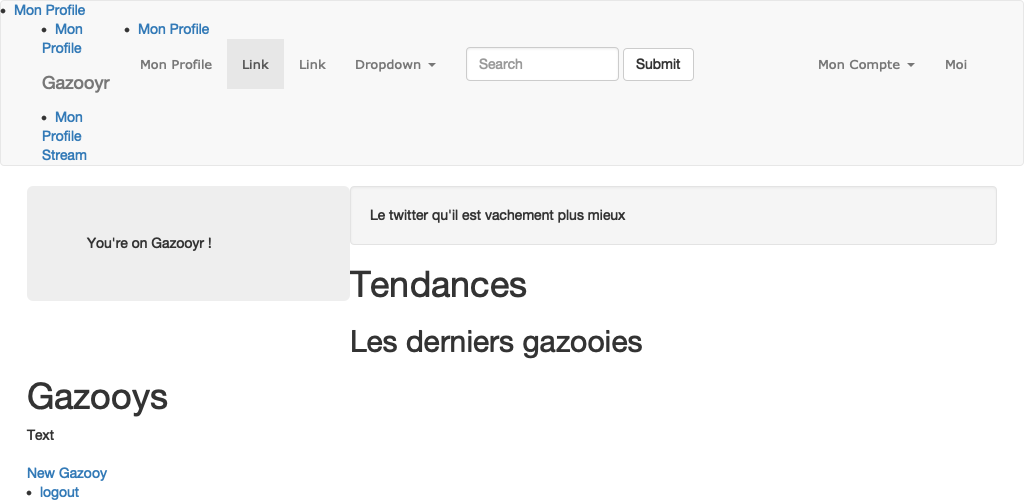 Mon Profile
Mon
Profile
Mon Profile
Gazooyr
Mon
Profile
Stream
Mon Profile Link Link Dropdown Search Submit Mon Compte Moi
You're on Gazooyr !
Le twitter qu'il est vachement plus mieux
Tendances
Les derniers gazooies
Gazooys
Text
New Gazooy
logout